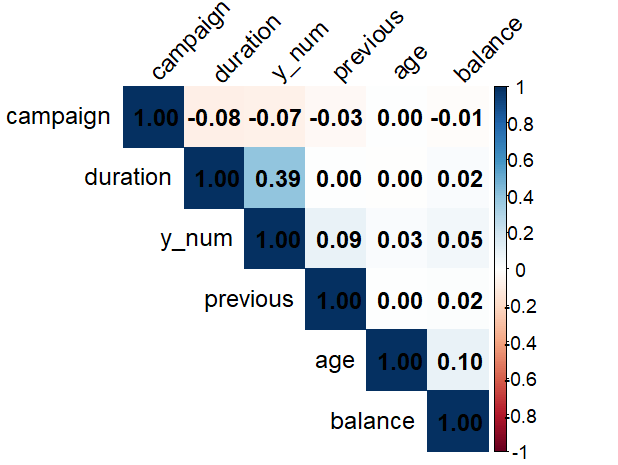 campaign duration y_num previous age balance
campaign 1.00 -0.08 -0.07 -0.03 0.00 -0.01
duration 1.00 0.39 0.00 0.00 0.02
y_num 1.00 0.09 0.03 0.05
previous 1.00 0.00 0.02
age 1.00 0.10
balance 1.00
1
0.8
0.6
0.4
0.2
0
-0.2
-0.4
-0.6
-0.8
-1